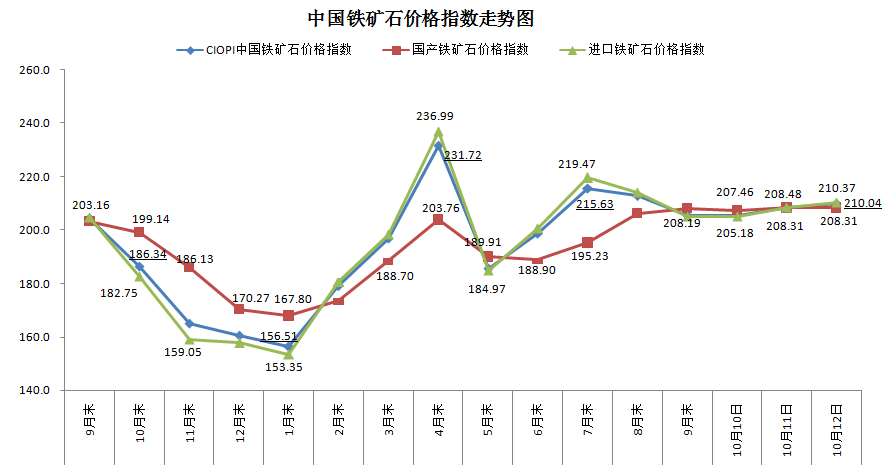 中国铁矿石价格指数走势图
CIOPI中国铁矿石价格指数 国产铁矿石价格指数 进口铁矿石价格指数
260.0
240.0
220.0
200.0
180.0
160.0
140.0
236.99
231.72
219.47
215.63
203.16
199.14
203.76
207.46
208.48
210.37
210.04
186.34
186.13
189.91
208.19
205.18
208.31
208.31
182.75
170.27
167.80
188.70
184.97
188.90
195.23
159.05
156.51
153.35
9月末
10月末
11月末
12月末
1月末
2月末
3月末
4月末
5月末
6月末
7月末
8月末
9月末
10月10日
10月11日
10月12日